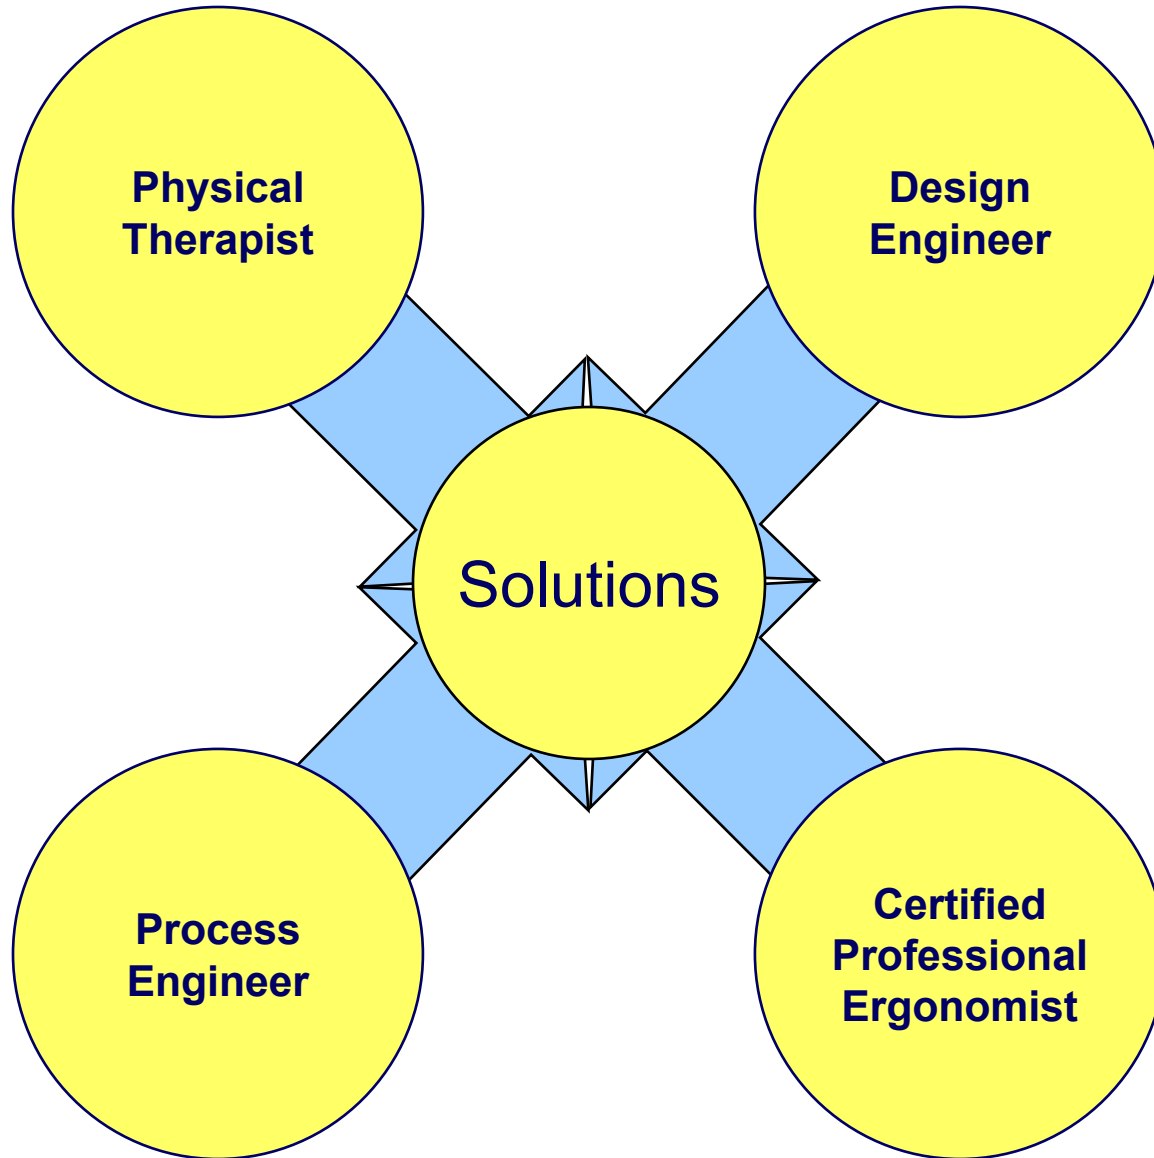 Physical
Therapist
Design
Engineer
Solutions
Process
Engineer
Certified
Professional
Ergonomist